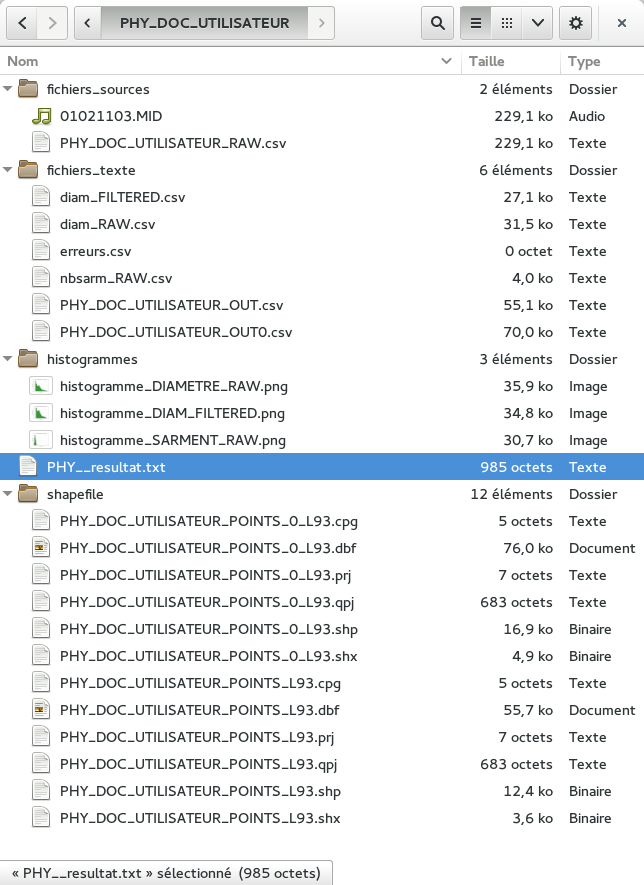 PHY_DOC_UTILISATEUR
Nom Taille Type
fichiers_sources 2 éléments Dossier
01021103.MID 229,1 ko Audio
PHY_DOC_UTILISATEUR_RAW.csv 229,1 ko Texte
fichiers_texte 6 éléments Dossier
diam_FILTERED.csv 27,1 ko Texte
diam_RAW.csv 31,5 ko Texte
erreurs.csv 0 octet Texte
nbsarm_RAW.csv 4,0 ko Texte
PHY_DOC_UTILISATEUR_OUT.csv 55,1 ko Texte
PHY_DOC_UTILISATEUR_OUT0.csv 70,0 ko Texte
histogrammes 3 éléments Dossier
histogramme_DIAMETRE_RAW.png 35,9 ko Image
histogramme_DIAM_FILTERED.png 34,8 ko Image
histogramme_SARMENT_RAW.png 30,7 ko Image
PHY__resultat.txt 985 octets Texte
shapefile 12 éléments Dossier
PHY_DOC_UTILISATEUR_POINTS_0_L93.cpg 5 octets Texte
PHY_DOC_UTILISATEUR_POINTS_0_L93.dbf 76,0 ko Document
PHY_DOC_UTILISATEUR_POINTS_0_L93.prj 7 octets Texte
PHY_DOC_UTILISATEUR_POINTS_0_L93.qpj 683 octets Texte
PHY_DOC_UTILISATEUR_POINTS_0_L93.shp 16,9 ko Binaire
PHY_DOC_UTILISATEUR_POINTS_0_L93.shx 4,9 ko Binaire
PHY_DOC_UTILISATEUR_POINTS_L93.cpg 5 octets Texte
PHY_DOC_UTILISATEUR_POINTS_L93.dbf 55,7 ko Document
PHY_DOC_UTILISATEUR_POINTS_L93.prj 7 octets Texte
PHY_DOC_UTILISATEUR_POINTS_L93.qpj 683 octets Texte
PHY_DOC_UTILISATEUR_POINTS_L93.shp 12,4 ko Binaire
PHY_DOC_UTILISATEUR_POINTS_L93.shx 3,6 ko Binaire
« PHY__resultat.txt » sélectionné (985 octets)